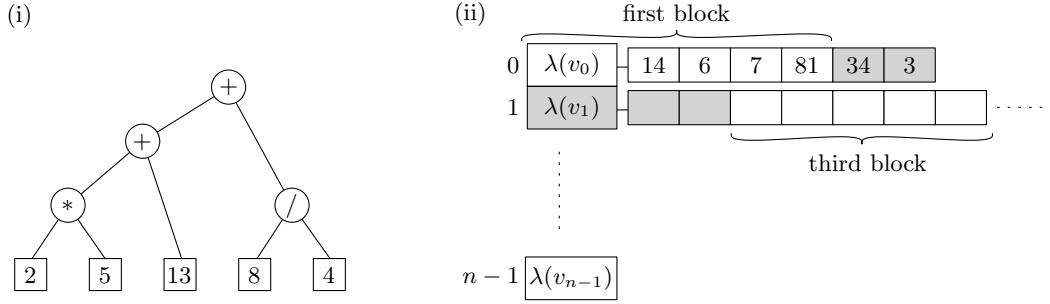 (i)
+
+
*
/
2 5 13 8 4
(ii)
first block
0 λ(v₀) 14 6 7 81 34 3
1 λ(v₁)
third block
n − 1 λ(vₙ₋₁)